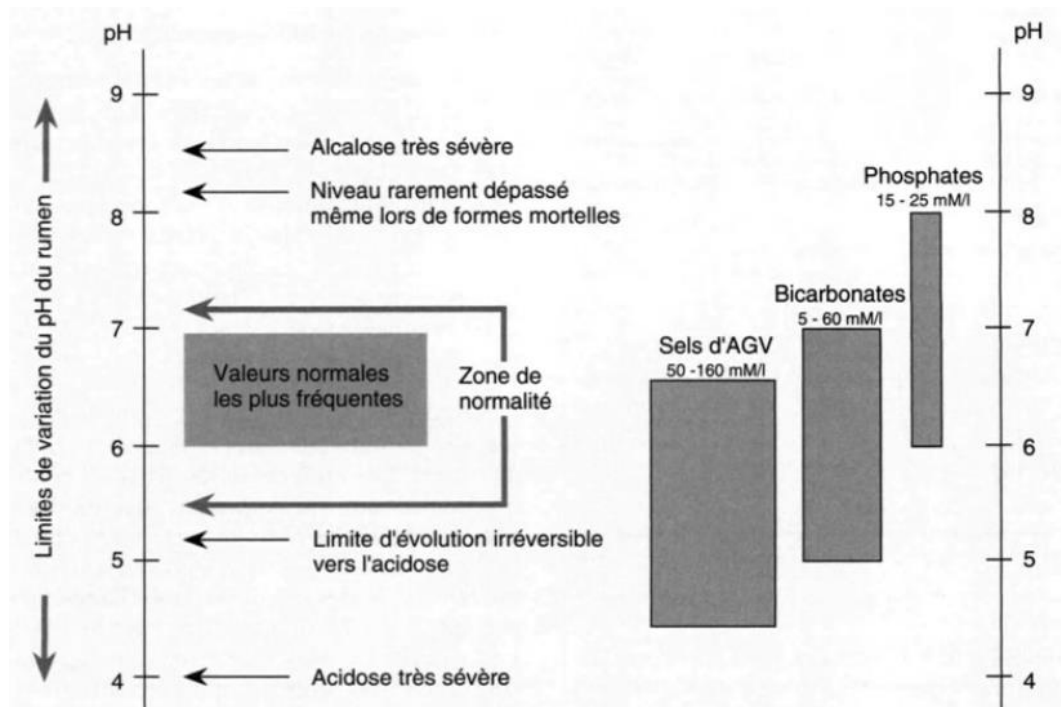 pH
9
8
7
6
5
4
Limites de variation du pH du rumen
Alcalose très sévère
Niveau rarement dépassé
même lors de formes mortelles
Valeurs normales
les plus fréquentes
Zone de
normalité
Limite d'évolution irréversible
vers l'acidose
Acidose très sévère
Sels d'AGV
50 -160 mM/l
Bicarbonates
5 - 60 mM/l
Phosphates
15 - 25 mM/l
pH
9
8
7
6
5
4